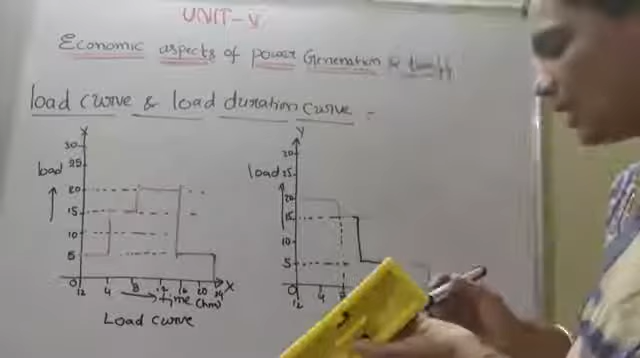 UNIT-V
Economic aspects of power Generation &
load curve & load duration curve :-
Y
30
25
load
20
15
10
5
0
12 4 8 12 16 20 24
X
Time (hrs)
Load curve
Y
30
load 25
20
15
10
5
0
12 4 8